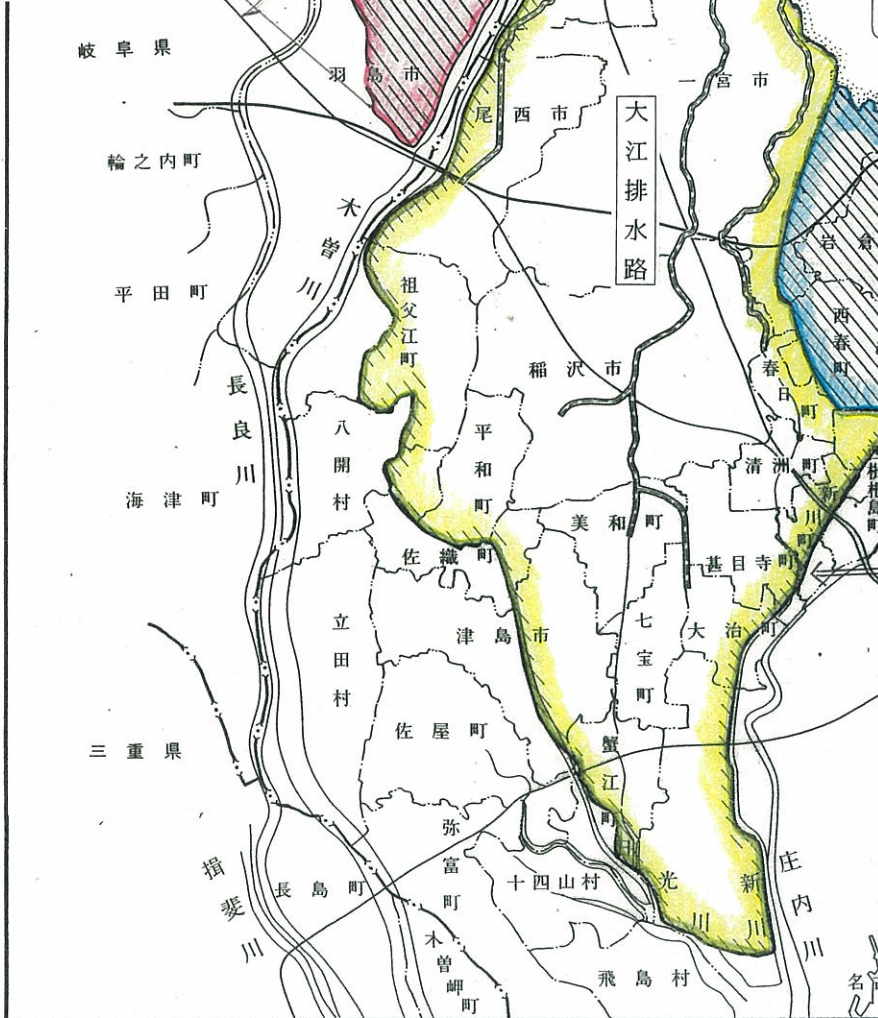 岐阜県
羽島市
一宮市
尾西市
大江排水路
輪之内町
木曽川
岩倉
平田町
祖父江町
西春町
稲沢市
春日町
長良川
八開村
平和町
清洲町
新川町
海津町
美和町
佐織町
甚目寺町
立田村
津島市
七宝町
大治町
佐屋町
三重県
蟹江町
弥富町
日光川
新川
庄内川
揖斐川
長島町
十四山村
木曽岬町
飛島村
名古